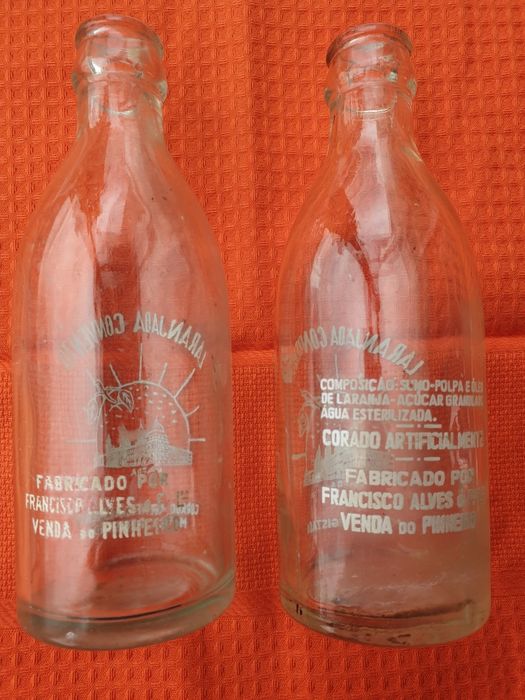 LARANJADA
FABRICADO POR
FRANCISCO ALVES
VENDA DO PINHEIRO
LARANJADA
COMPOSIÇÃO-SUMO-POLPA E ÓLEO
DE LARANJA-AÇÚCAR GRANULADO
ÁGUA ESTERILIZADA.
CORADO ARTIFICIALMENTE
FABRICADO POR
FRANCISCO ALVES
VENDA DO PINHEIRO